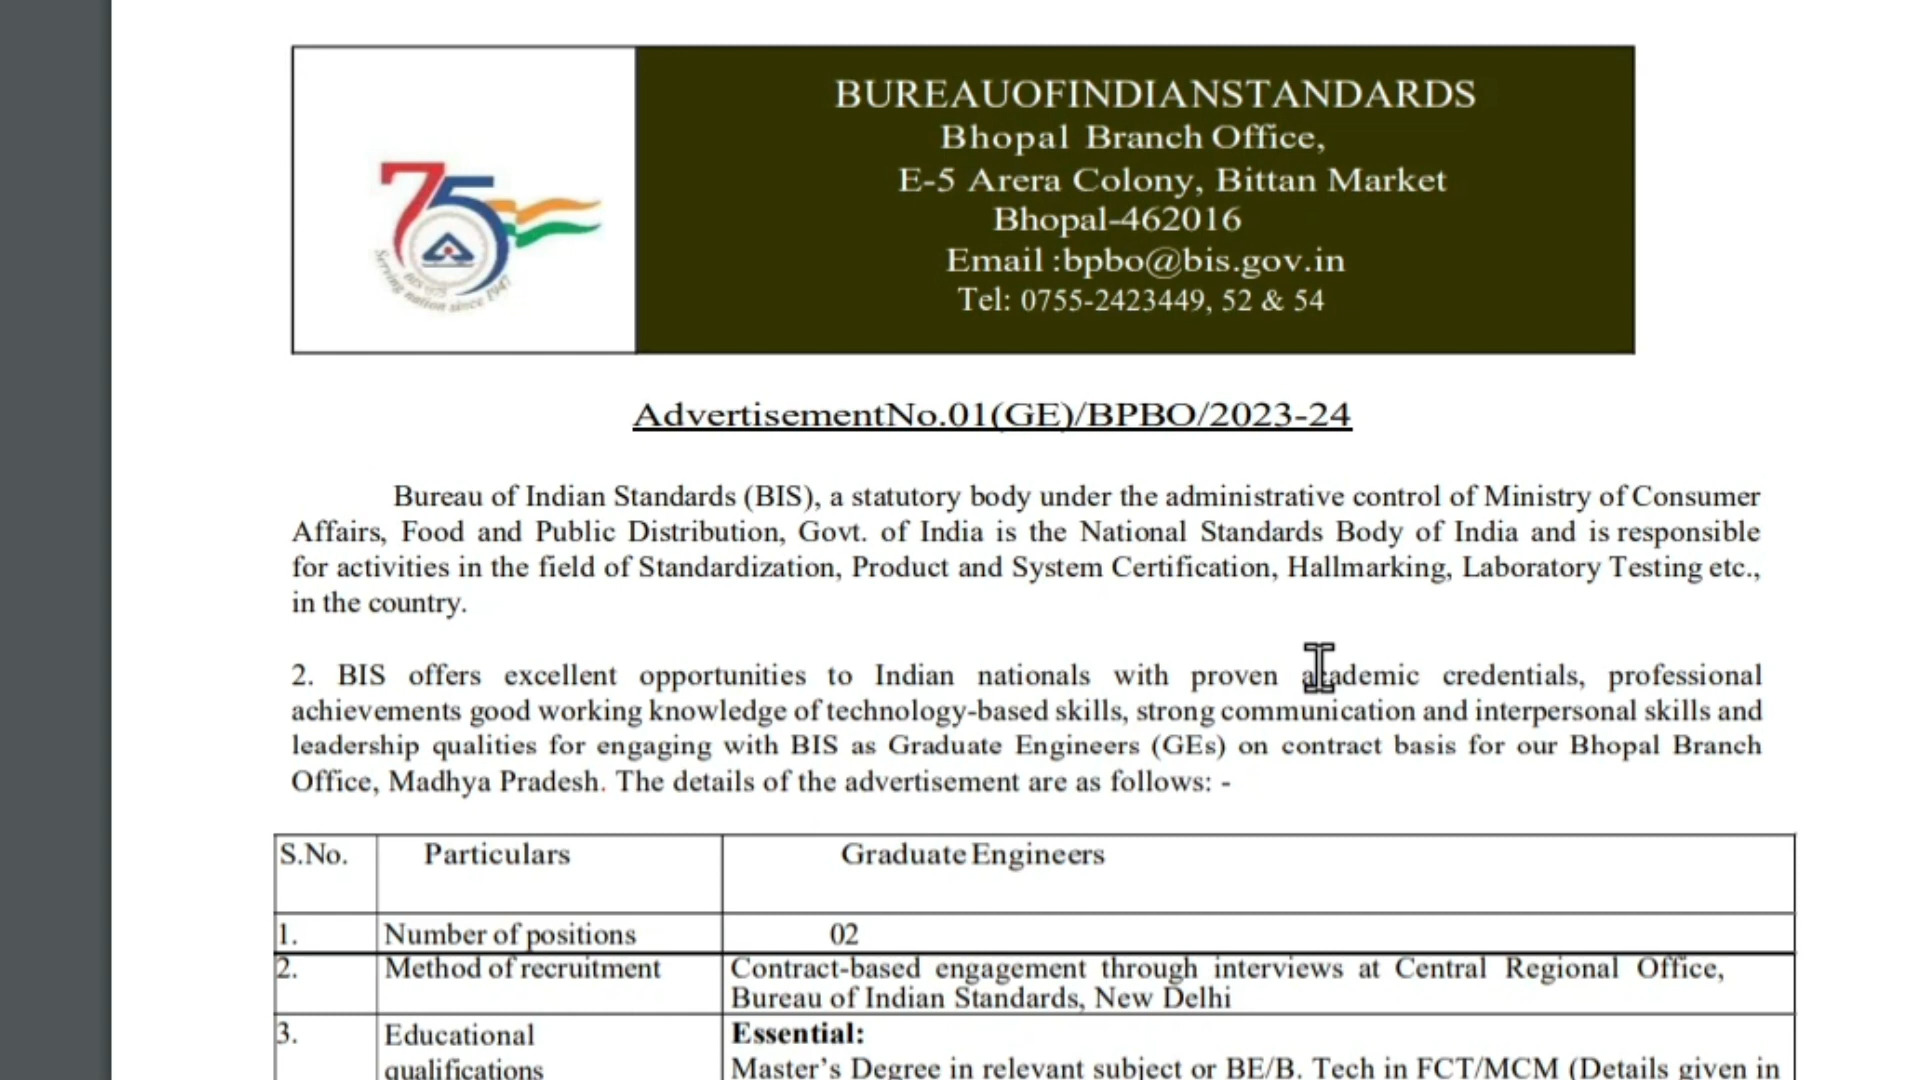 75
Serving nation since 1947
BUREAUOFINDIANSTANDARDS
Bhopal Branch Office,
E-5 Arera Colony, Bittan Market
Bhopal-462016
Email :bpbo@bis.gov.in
Tel: 0755-2423449, 52 & 54
AdvertisementNo.01(GE)/BPBO/2023-24
Bureau of Indian Standards (BIS), a statutory body under the administrative control of Ministry of Consumer
Affairs, Food and Public Distribution, Govt. of India is the National Standards Body of India and is responsible
for activities in the field of Standardization, Product and System Certification, Hallmarking, Laboratory Testing etc.,
in the country.
2. BIS offers excellent opportunities to Indian nationals with proven academic credentials, professional
achievements good working knowledge of technology-based skills, strong communication and interpersonal skills and
leadership qualities for engaging with BIS as Graduate Engineers (GEs) on contract basis for our Bhopal Branch
Office, Madhya Pradesh. The details of the advertisement are as follows: -
S.No. Particulars Graduate Engineers
1. Number of positions 02
2. Method of recruitment Contract-based engagement through interviews at Central Regional Office,
Bureau of Indian Standards, New Delhi
3. Educational Essential:
qualifications Master's Degree in relevant subject or BE/B. Tech in FCT/MCM (Details given in